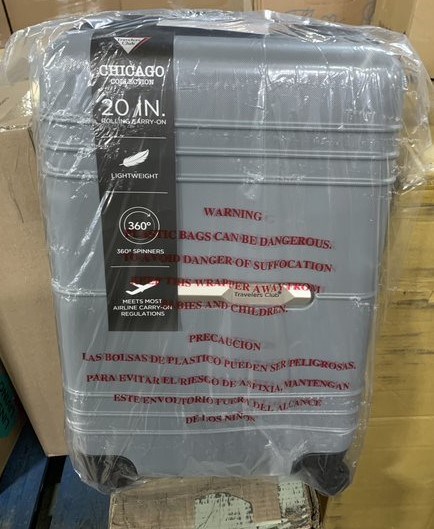 Travelers
Club
CHICAGO
COLLECTION
20 IN.
ROLLING CARRY-ON
LIGHTWEIGHT
360°
360° SPINNERS
MEETS MOST
AIRLINE CARRY-ON
REGULATIONS
WARNING
BAGS CAN BE DANGEROUS.
TO AVOID DANGER OF SUFFOCATION
THIS WRAPPER AWAY FROM
Travelers Club
AND CHILDREN.
PRECAUCION
LAS BOLSAS DE PLASTICO PUEDEN SER PELIGROSAS.
PARA EVITAR EL RIESGO DE ASFIXIA, MANTENGAN
ESTE ENVOLTORIO FUERA DEL ALCANCE
DE LOS NIÑOS